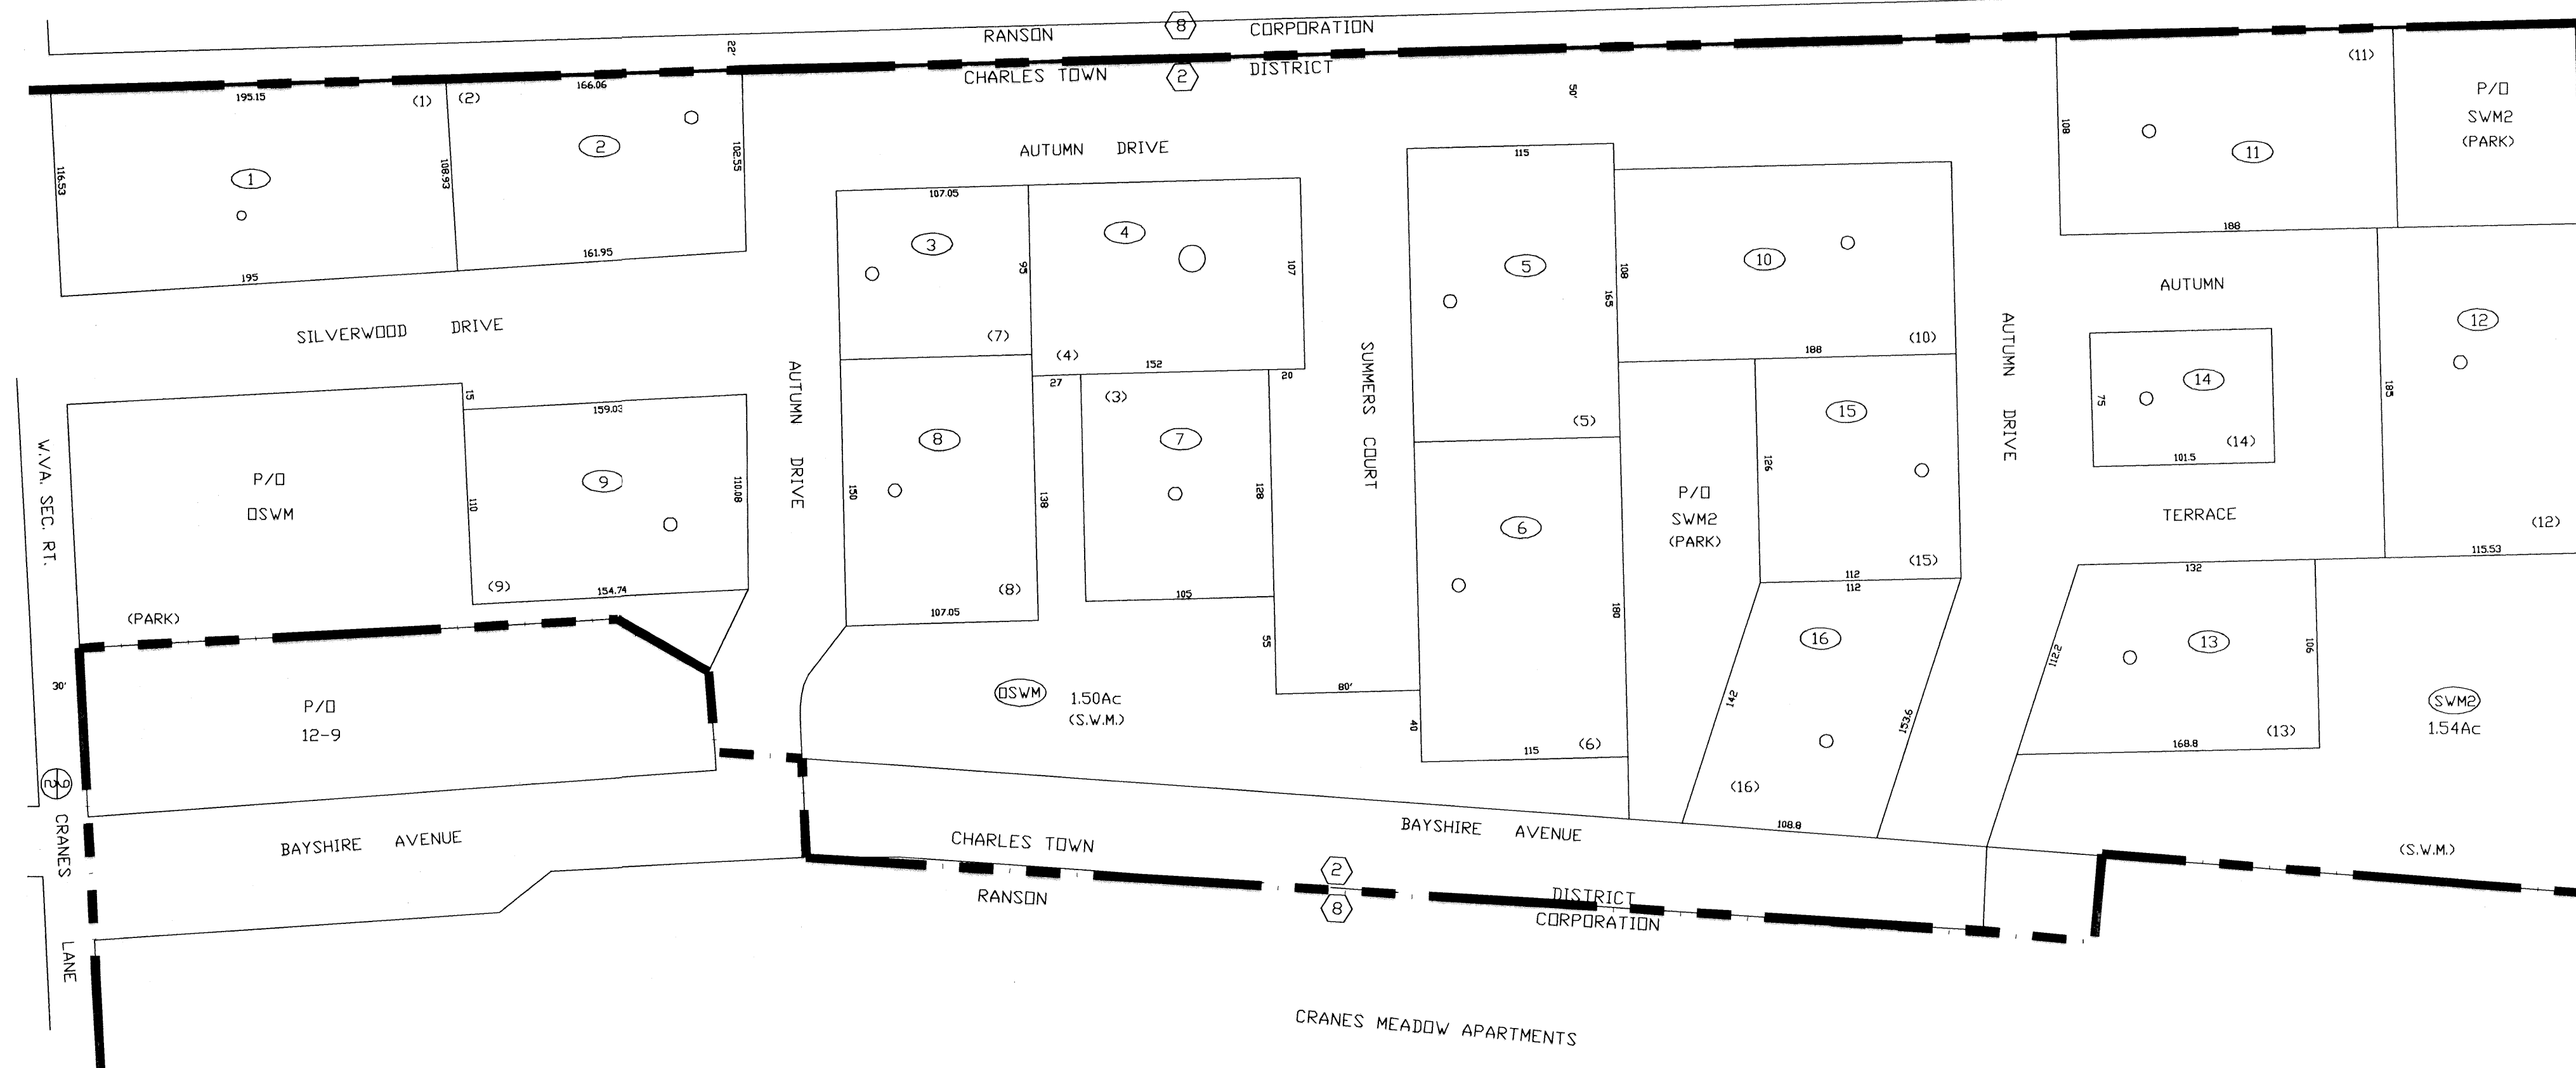 RANSON 8 CORPORATION
CHARLES TOWN 2 DISTRICT
22'
50'
195.15
(1)
(2)
166.06
116.53
1
108.93
2
102.55
195
161.95
SILVERWOOD DRIVE
AUTUMN DRIVE
107.05
3
95
(7)
4
107
(4)
152
27
20
(3)
115
5
165
(5)
108
10
(10)
188
(11)
108
11
188
P/O
SWM2
(PARK)
AUTUMN
12
185
(12)
115.53
75
14
(14)
101.5
TERRACE
AUTUMN DRIVE
SUMMERS COURT
AUTUMN DRIVE
W.VA. SEC. RT.
P/O
OSWM
(PARK)
15
159.03
110
9
110.08
(9)
154.74
150
8
138
(8)
107.05
7
128
105
55
80'
6
180
40
115
(6)
P/O
SWM2
(PARK)
126
15
(15)
112
112
16
142
153.6
(16)
108.8
132
112.2
13
106
(13)
168.8
SWM2
1.54Ac
(S.W.M.)
OSWM
1.50Ac
(S.W.M.)
30'
P/O
12-9
9
2
CRANES LANE
BAYSHIRE AVENUE
BAYSHIRE AVENUE
CHARLES TOWN 2 DISTRICT
RANSON 8 CORPORATION
CRANES MEADOW APARTMENTS